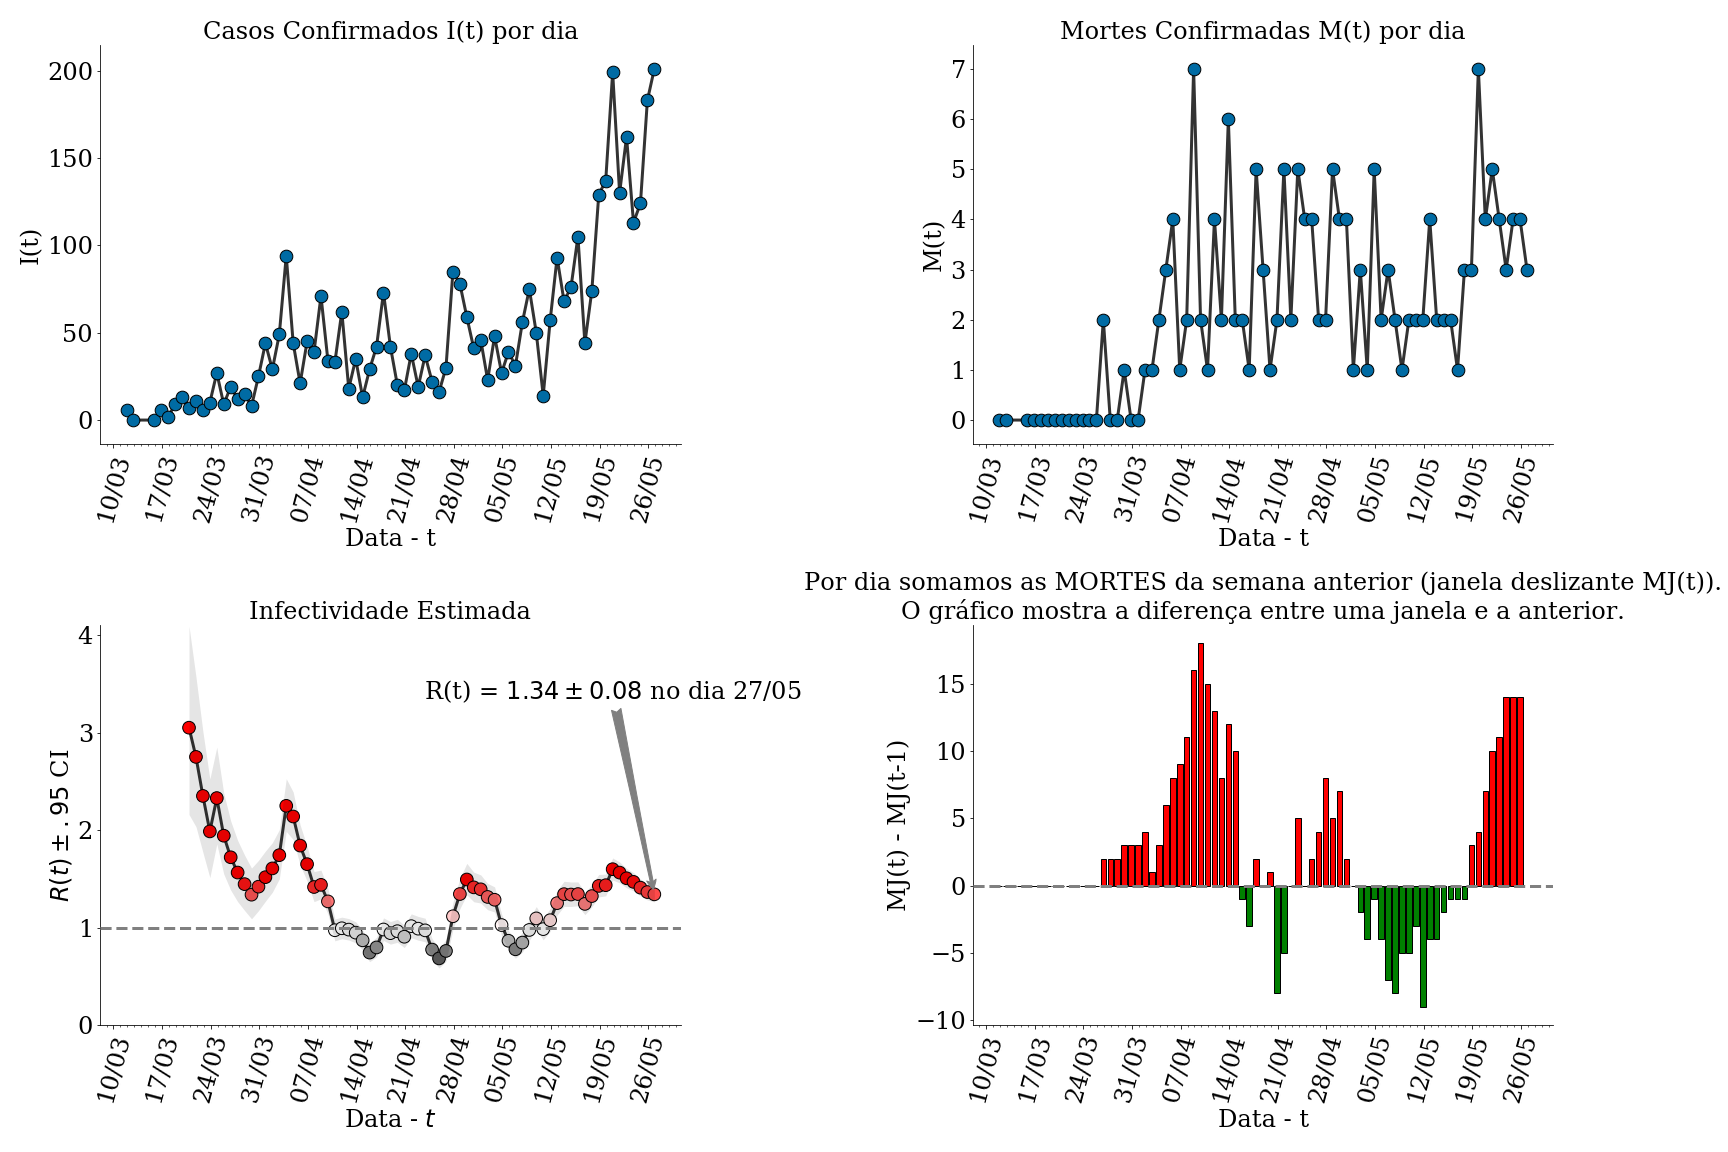 Casos Confirmados I(t) por dia
I(t)
200
150
100
50
0
10/03 17/03 24/03 31/03 07/04 14/04 21/04 28/04 05/05 12/05 19/05 26/05
Data - t
Mortes Confirmadas M(t) por dia
M(t)
7
6
5
4
3
2
1
0
10/03 17/03 24/03 31/03 07/04 14/04 21/04 28/04 05/05 12/05 19/05 26/05
Data - t
Infectividade Estimada
R(t) ± .95 CI
4
3
2
1
0
R(t) = 1.34 ± 0.08 no dia 27/05
10/03 17/03 24/03 31/03 07/04 14/04 21/04 28/04 05/05 12/05 19/05 26/05
Data - t
Por dia somamos as MORTES da semana anterior (janela deslizante MJ(t)).
O gráfico mostra a diferença entre uma janela e a anterior.
MJ(t) - MJ(t-1)
15
10
5
0
−5
−10
10/03 17/03 24/03 31/03 07/04 14/04 21/04 28/04 05/05 12/05 19/05 26/05
Data - t